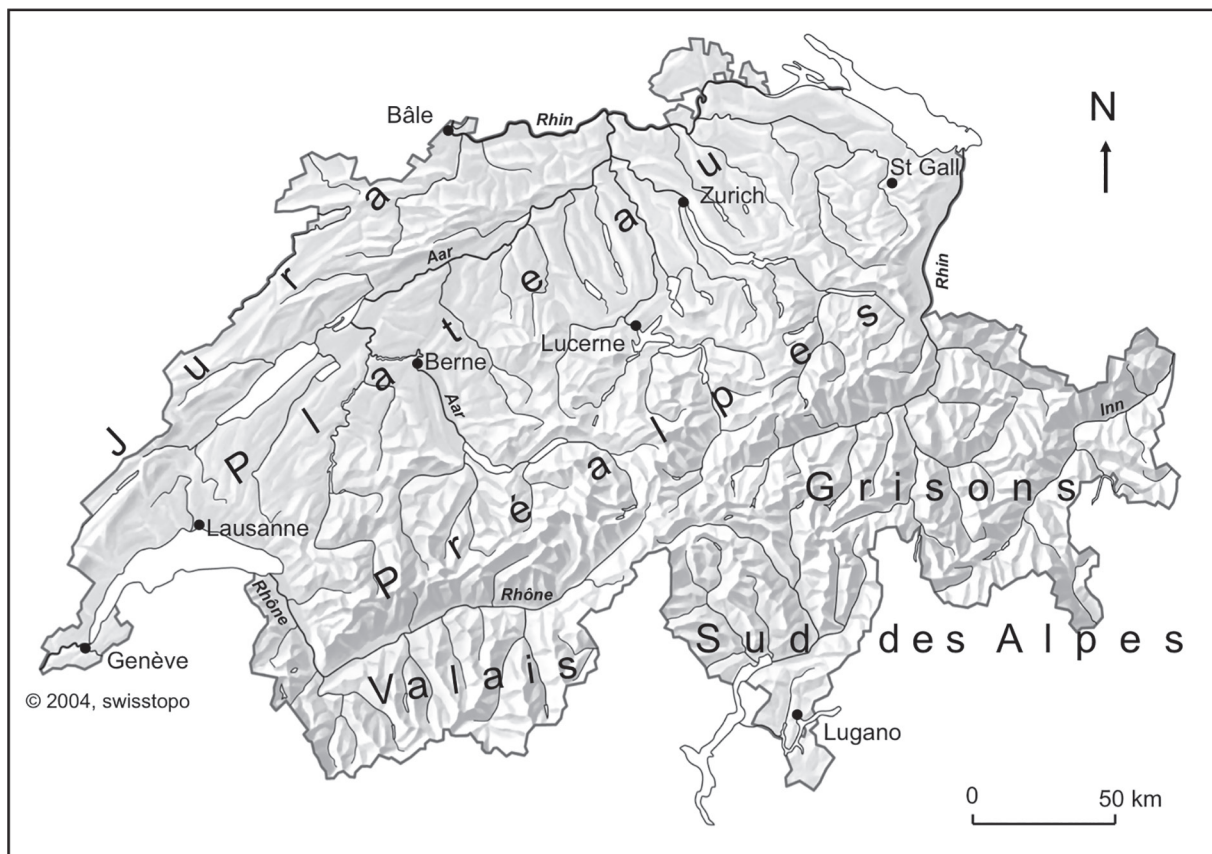 N
Bâle
Rhin
St Gall
Zurich
Jura
Aar
Rhin
Plateau
Lucerne
Berne
Préalpes
Aar
Inn
Grisons
Lausanne
Rhône
Rhône
Sud des Alpes
Genève
Valais
© 2004, swisstopo
Lugano
0 50 km